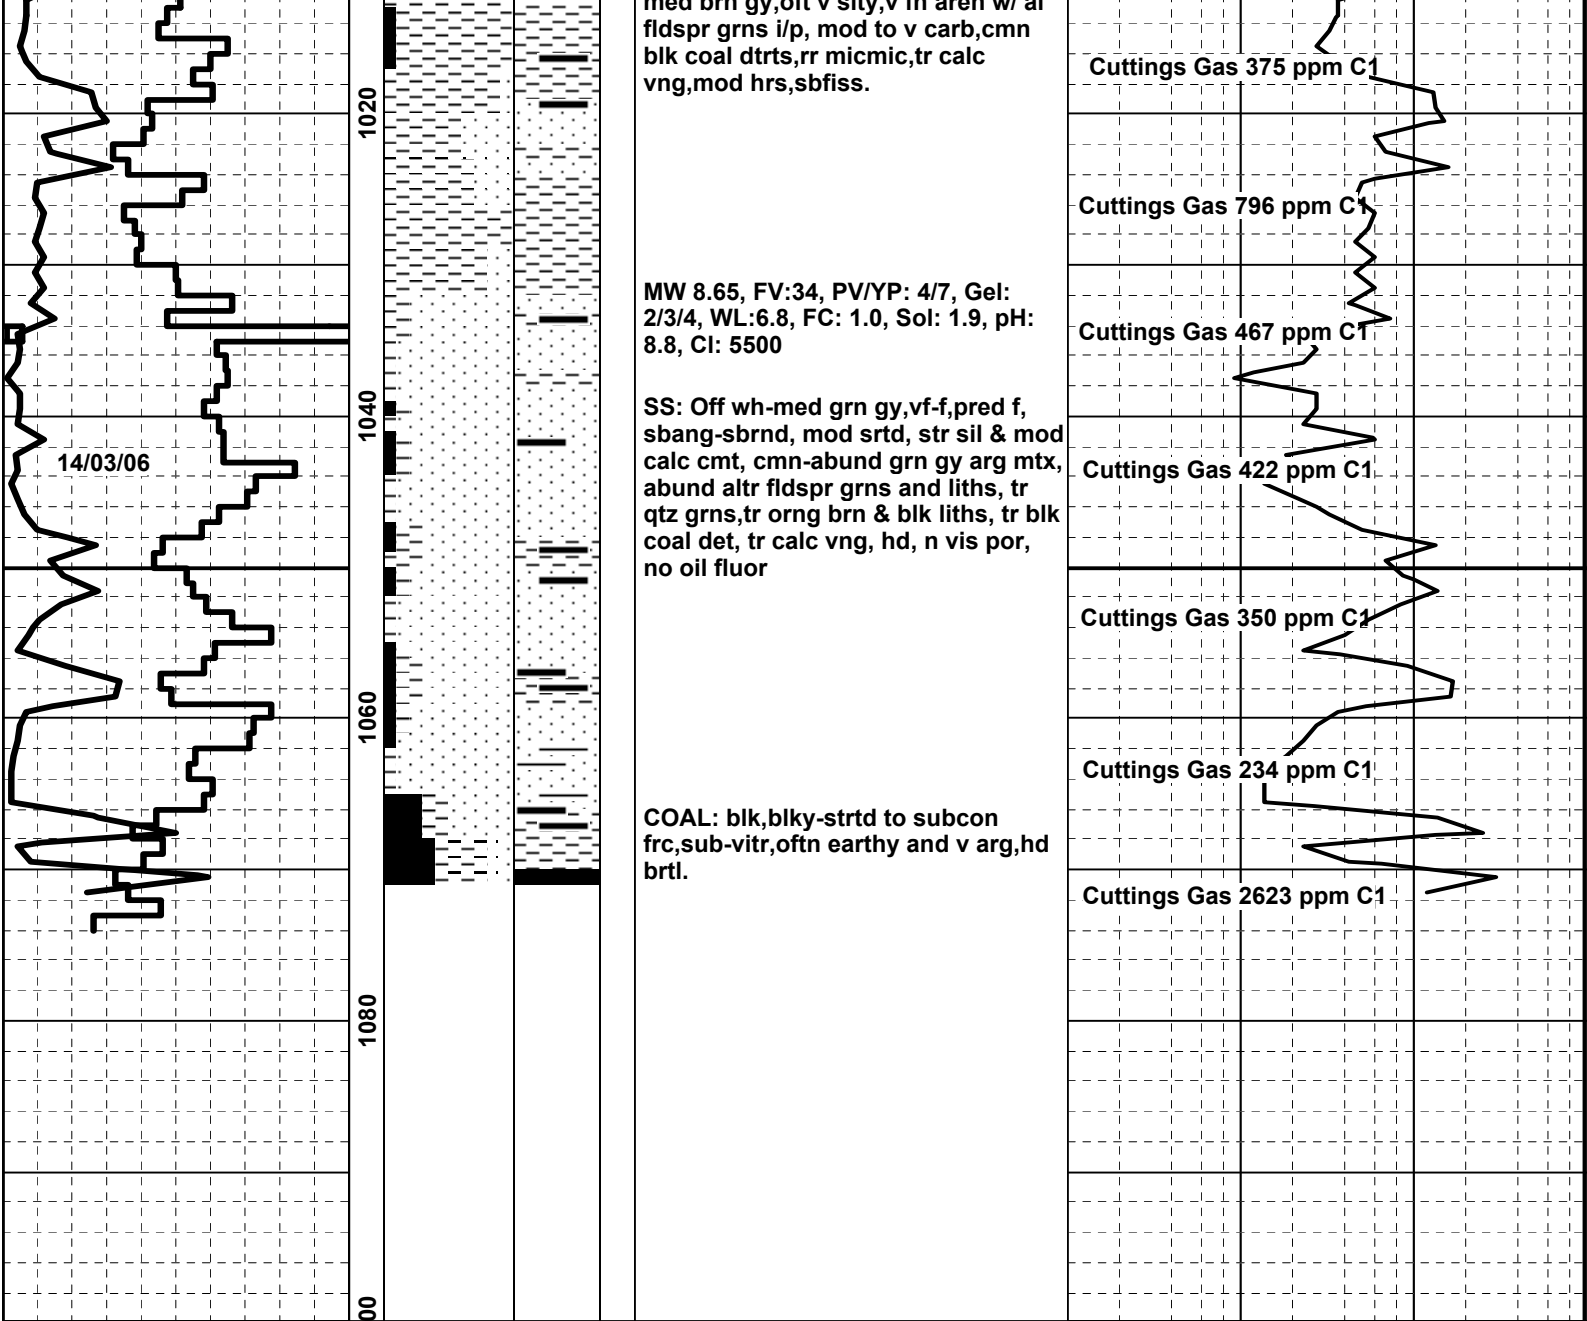 med brn gy,oft v slty,v fn aren w/ al
fldspr grns i/p, mod to v carb,cmn
blk coal dtrts,rr micmic,tr calc
vng,mod hrs,sbfiss.
Cuttings Gas 375 ppm C1
1020
Cuttings Gas 796 ppm C1
MW 8.65, FV:34, PV/YP: 4/7, Gel:
2/3/4, WL:6.8, FC: 1.0, Sol: 1.9, pH:
8.8, Cl: 5500
Cuttings Gas 467 ppm C1
1040
14/03/06
SS: Off wh-med grn gy,vf-f,pred f,
sbang-sbrnd, mod srtd, str sil & mod
calc cmt, cmn-abund grn gy arg mtx,
abund altr fldspr grns and liths, tr
qtz grns,tr orng brn & blk liths, tr blk
coal det, tr calc vng, hd, n vis por,
no oil fluor
Cuttings Gas 422 ppm C1
Cuttings Gas 350 ppm C1
1060
Cuttings Gas 234 ppm C1
COAL: blk,blky-strtd to subcon
frc,sub-vitr,oftn earthy and v arg,hd
brtl.
Cuttings Gas 2623 ppm C1
1080
00